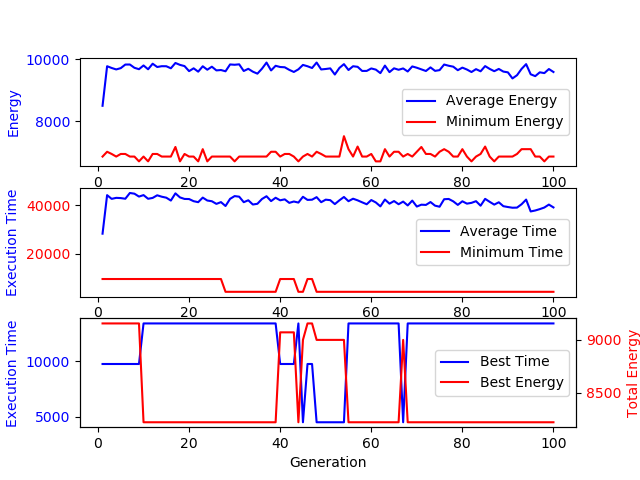 10000
8000
Energy
Average Energy
Minimum Energy
0 20 40 60 80 100
40000
20000
Execution Time
Average Time
Minimum Time
0 20 40 60 80 100
10000
5000
Execution Time
Best Time
Best Energy
9000
8500
Total Energy
0 20 40 60 80 100
Generation